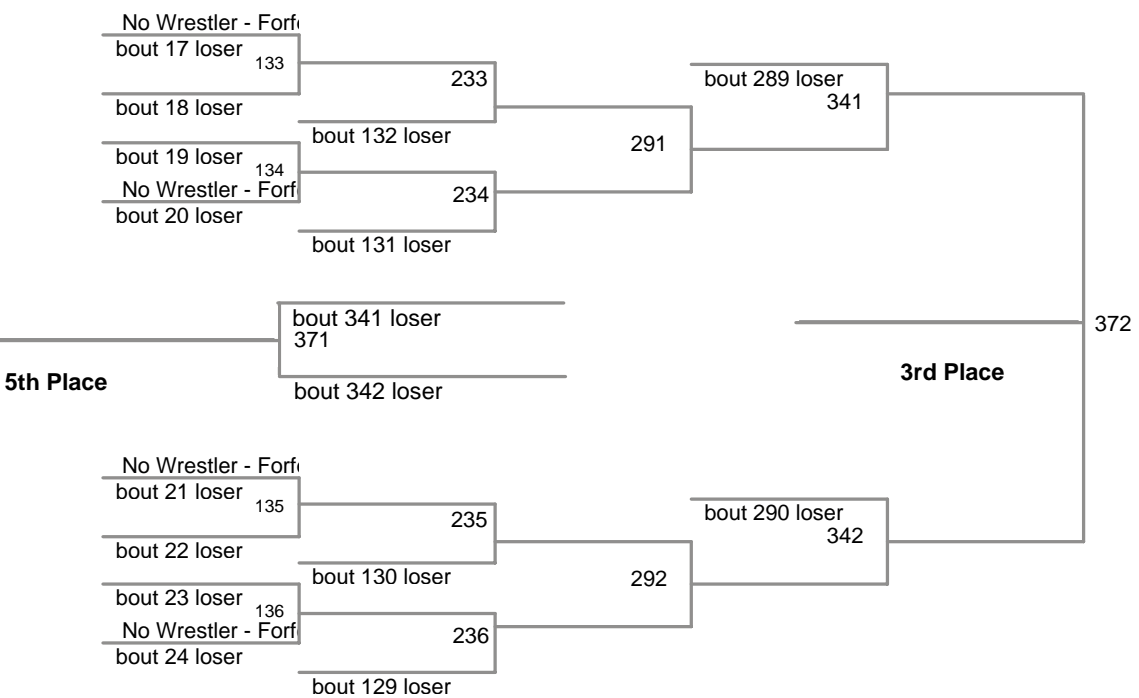 No Wrestler - Forf
bout 17 loser
133
bout 18 loser
233
bout 132 loser
bout 19 loser
134
No Wrestler - Forf
bout 20 loser
234
bout 131 loser
291
bout 289 loser
341
bout 341 loser
371
bout 342 loser
5th Place
3rd Place
372
No Wrestler - Forf
bout 21 loser
135
bout 22 loser
235
bout 130 loser
bout 23 loser
136
No Wrestler - Forf
bout 24 loser
236
bout 129 loser
292
bout 290 loser
342